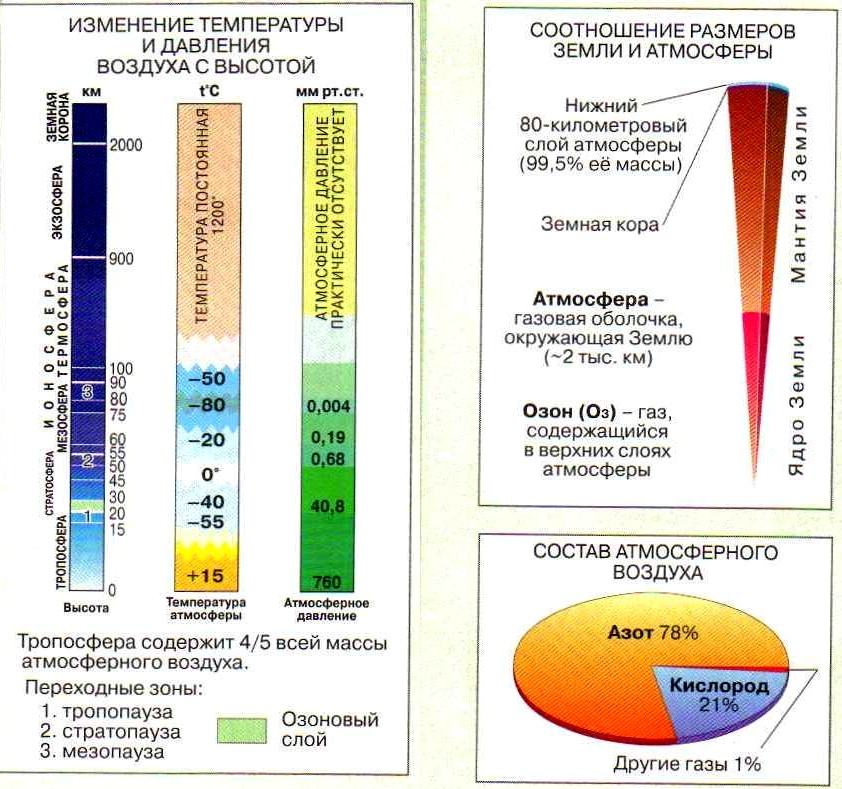 ИЗМЕНЕНИЕ ТЕМПЕРАТУРЫ
И ДАВЛЕНИЯ
ВОЗДУХА С ВЫСОТОЙ
км
t°C
мм рт.ст.
ЗЕМНАЯ
КОРОНА
ЭКЗОСФЕРА
ИОНОСФЕРА
ТЕРМОСФЕРА
МЕЗОСФЕРА
СТРАТОСФЕРА
ТРОПОСФЕРА
2000
900
100
90
80
75
60
55
50
45
30
20
15
0
3
2
1
Высота
ТЕМПЕРАТУРА ПОСТОЯННАЯ
1200°
–50
–80
–20
0°
–40
–55
+15
Температура
атмосферы
АТМОСФЕРНОЕ ДАВЛЕНИЕ
ПРАКТИЧЕСКИ ОТСУТСТВУЕТ
0,004
0,19
0,68
40,8
760
Атмосферное
давление
Тропосфера содержит 4/5 всей массы
атмосферного воздуха.
Переходные зоны:
1. тропопауза
2. стратопауза
3. мезопауза
Озоновый
слой
СООТНОШЕНИЕ РАЗМЕРОВ
ЗЕМЛИ И АТМОСФЕРЫ
Нижний
80-километровый
слой атмосферы
(99,5% её массы)
Земная кора
Мантия Земли
Атмосфера –
газовая оболочка,
окружающая Землю
(~2 тыс. км)
Озон (О₃) – газ,
содержащийся
в верхних слоях
атмосферы
Ядро Земли
СОСТАВ АТМОСФЕРНОГО
ВОЗДУХА
Азот 78%
Кислород
21%
Другие газы 1%